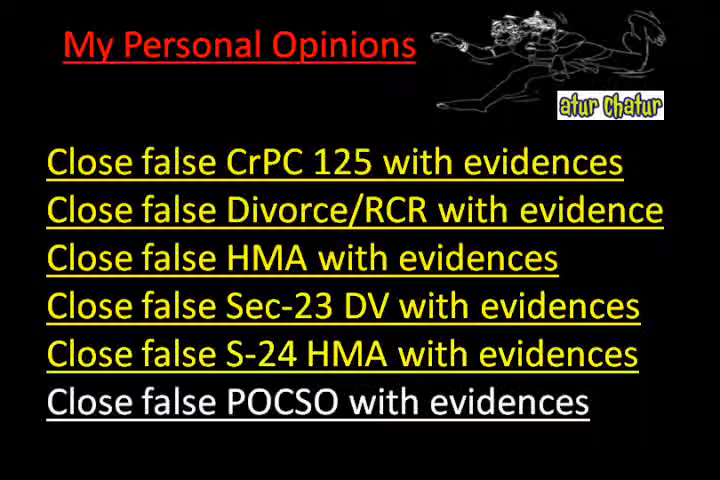 My Personal Opinions
atur Chatur
Close false CrPC 125 with evidences
Close false Divorce/RCR with evidence
Close false HMA with evidences
Close false Sec-23 DV with evidences
Close false S-24 HMA with evidences
Close false POCSO with evidences